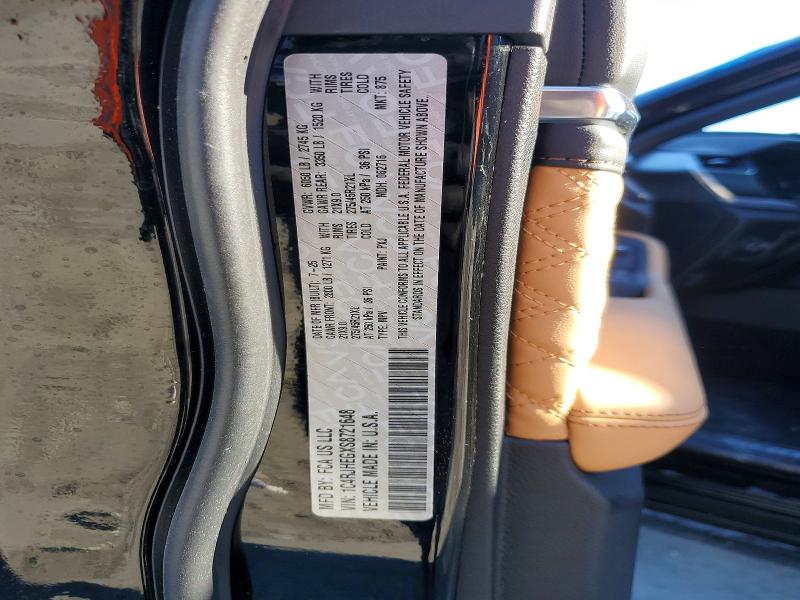 MFD BY: FCA US LLC
VIN: 1C4RJHEGXS8721648
VEHICLE MADE IN: U.S.A.
DATE OF MFR (BUILT): 7-25 GVWR: 6050 LB / 2745 KG
GAWR FRONT: 2800 LB / 1271 KG WITH GAWR REAR: 3350 LB / 1520 KG WITH
21X9.0 RIMS 21X9.0 RIMS
275/45R21XL TIRES 275/45R21XL TIRES
AT 250 kPa / 36 PSI COLD AT 250 kPa / 36 PSI COLD
TYPE: MPV PAINT: PXJ MDH: 062716 MKT: 875
THIS VEHICLE CONFORMS TO ALL APPLICABLE U.S.A. FEDERAL MOTOR VEHICLE SAFETY
STANDARDS IN EFFECT ON THE DATE OF MANUFACTURE SHOWN ABOVE.